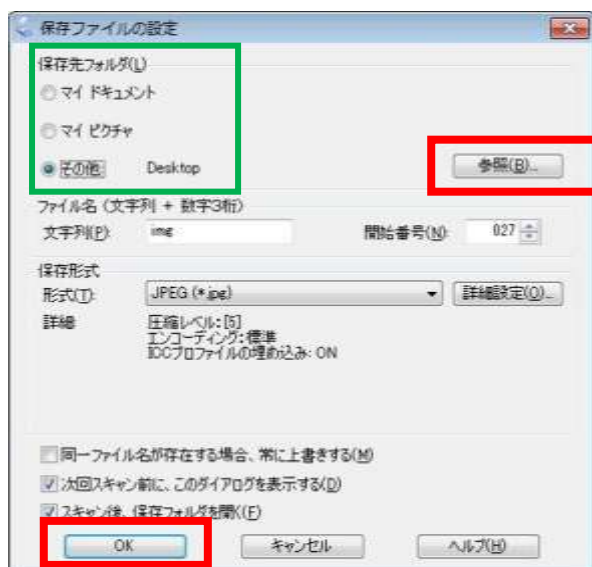 保存ファイルの設定
保存先フォルダ(L)
マイ ドキュメント
マイ ピクチャ
その他 Desktop 参照(B)...
ファイル名 (文字列 + 数字3桁)
文字列(P): img 開始番号(N): 027
保存形式
形式(T): JPEG (*.jpg) 詳細設定(O)...
詳細 圧縮レベル:[5]
エンコーディング:標準
ICCプロファイルの埋め込み: ON
同一ファイル名が存在する場合、常に上書きする(M)
次回スキャン前に、このダイアログを表示する(D)
スキャン後、保存フォルダを開く(F)
OK キャンセル ヘルプ(H)